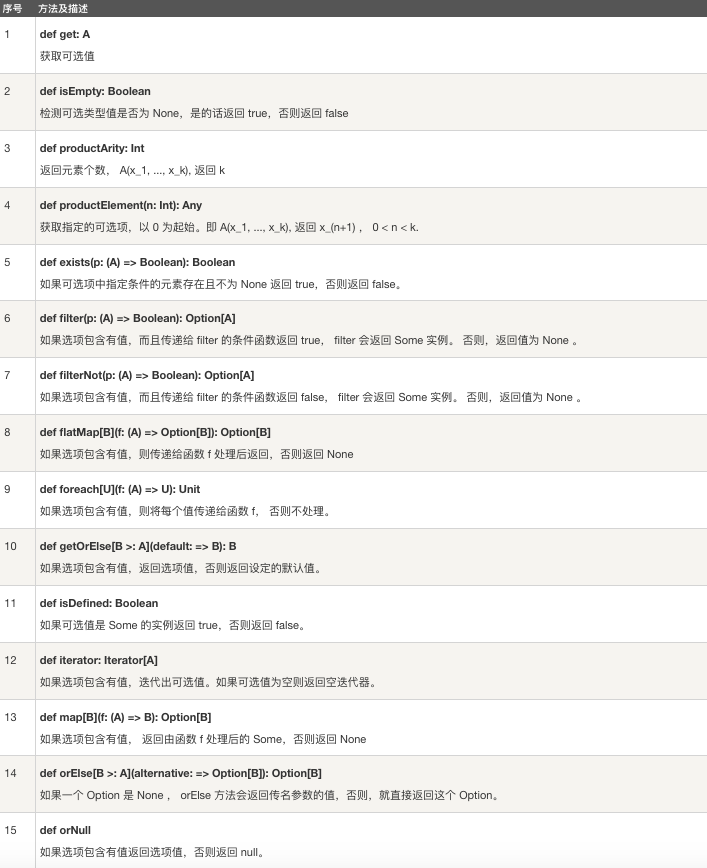 序号 方法及描述
1 def get: A
获取可选值
2 def isEmpty: Boolean
检测可选类型值是否为 None，是的话返回 true，否则返回 false
3 def productArity: Int
返回元素个数， A(x_1, ..., x_k), 返回 k
4 def productElement(n: Int): Any
获取指定的可选项，以 0 为起始。即 A(x_1, ..., x_k), 返回 x_(n+1) ， 0 < n < k.
5 def exists(p: (A) => Boolean): Boolean
如果可选项中指定条件的元素存在且不为 None 返回 true，否则返回 false。
6 def filter(p: (A) => Boolean): Option[A]
如果选项包含有值，而且传递给 filter 的条件函数返回 true， filter 会返回 Some 实例。 否则，返回值为 None 。
7 def filterNot(p: (A) => Boolean): Option[A]
如果选项包含有值，而且传递给 filter 的条件函数返回 false， filter 会返回 Some 实例。 否则，返回值为 None 。
8 def flatMap[B](f: (A) => Option[B]): Option[B]
如果选项包含有值，则传递给函数 f 处理后返回，否则返回 None
9 def foreach[U](f: (A) => U): Unit
如果选项包含有值，则将每个值传递给函数 f， 否则不处理。
10 def getOrElse[B >: A](default: => B): B
如果选项包含有值，返回选项值，否则返回设定的默认值。
11 def isDefined: Boolean
如果可选值是 Some 的实例返回 true，否则返回 false。
12 def iterator: Iterator[A]
如果选项包含有值，迭代出可选值。如果可选值为空则返回空迭代器。
13 def map[B](f: (A) => B): Option[B]
如果选项包含有值， 返回由函数 f 处理后的 Some，否则返回 None
14 def orElse[B >: A](alternative: => Option[B]): Option[B]
如果一个 Option 是 None ， orElse 方法会返回传名参数的值，否则，就直接返回这个 Option。
15 def orNull
如果选项包含有值返回选项值，否则返回 null。